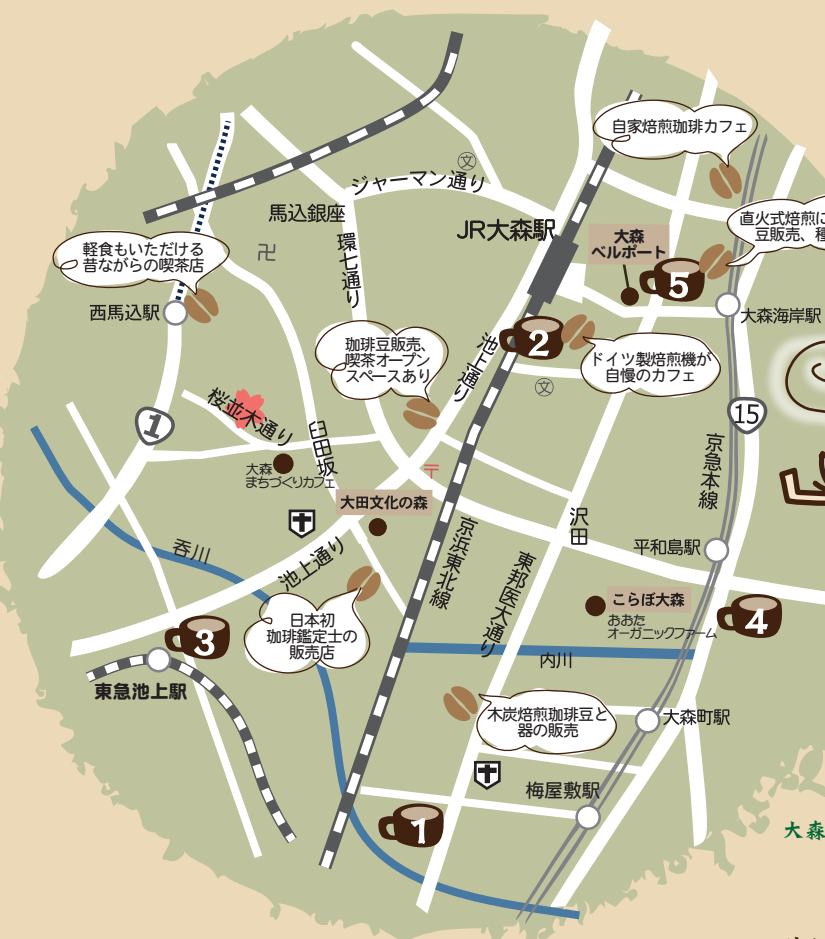 自家焙煎珈琲カフェ
文
ジャーマン通り
馬込銀座
JR大森駅
直火式焙煎に
豆販売、種
大森
ベルポート
5
軽食もいただける
昔ながらの喫茶店
卍
環七通り
西馬込駅
大森海岸駅
2
珈琲豆販売、
喫茶オープン
スペースあり
池上通り
ドイツ製焙煎機が
自慢のカフェ
文
桜並木通り
1
15
臼田坂
京急本線
大森
まちづくりカフェ
〒
大田文化の森
沢田
呑川
池上通り
京浜東北線
東邦医大通り
平和島駅
こらぼ大森
おおた
オーガニックファーム
4
3
日本初
珈琲鑑定士の
販売店
内川
東急池上駅
木炭焙煎珈琲豆と
器の販売
大森町駅
梅屋敷駅
1
大森